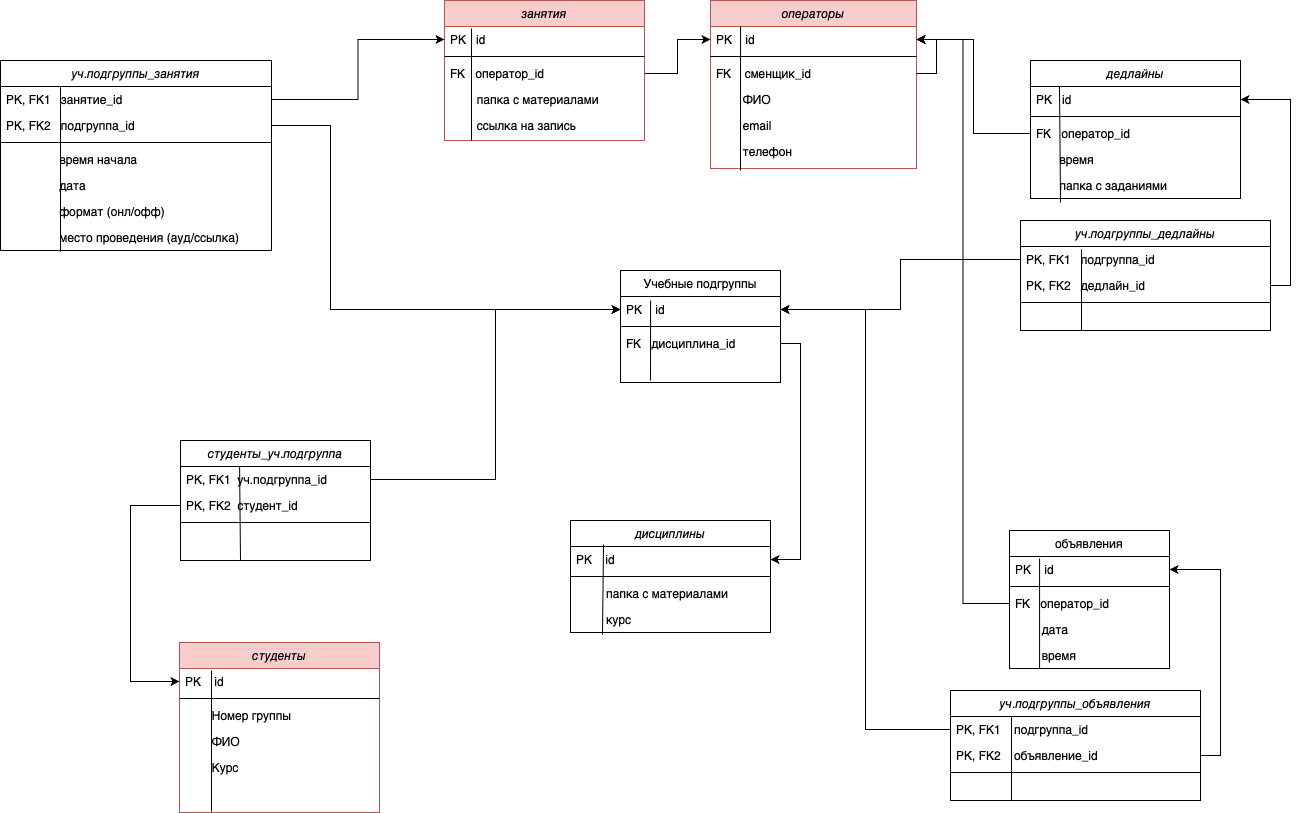 занятия
PK id
FK оператор_id
папка с материалами
ссылка на запись
операторы
PK id
FK сменщик_id
ФИО
email
телефон
уч.подгруппы_занятия
PK, FK1 занятие_id
PK, FK2 подгруппа_id
время начала
дата
формат (онл/офф)
место проведения (ауд/ссылка)
дедлайны
PK id
FK оператор_id
время
папка с заданиями
уч.подгруппы_дедлайны
PK, FK1 подгруппа_id
PK, FK2 дедлайн_id
Учебные подгруппы
PK id
FK дисциплина_id
студенты_уч.подгруппа
PK, FK1 уч.подгруппа_id
PK, FK2 студент_id
дисциплины
PK id
папка с материалами
курс
объявления
PK id
FK оператор_id
дата
время
студенты
PK id
Номер группы
ФИО
Курс
уч.подгруппы_объявления
PK, FK1 подгруппа_id
PK, FK2 объявление_id